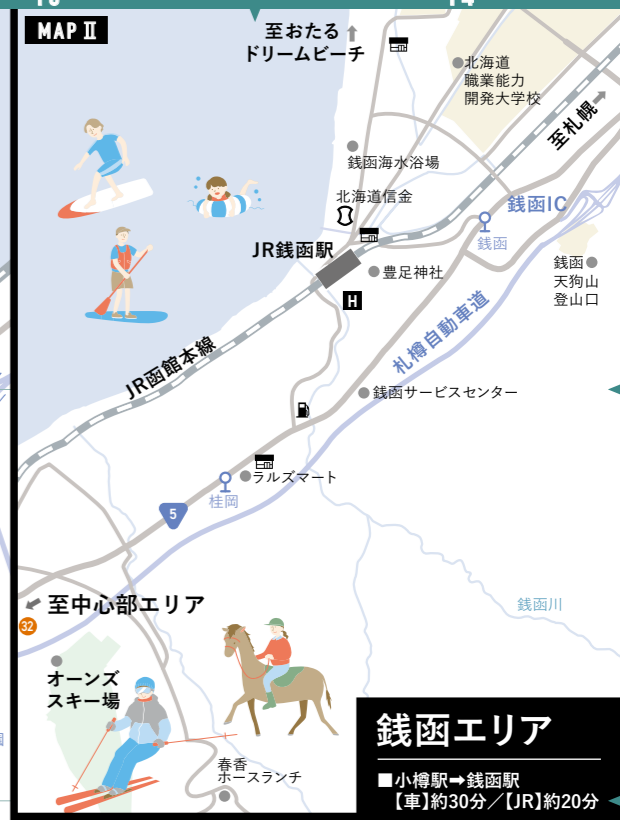 MAP Ⅱ
至おたる
ドリームビーチ
北海道
職業能力
開発大学校
至札幌
銭函海水浴場
北海道信金
銭函IC
銭函
JR銭函駅
豊足神社
銭函
天狗山
登山口
H
札樽自動車道
JR函館本線
銭函サービスセンター
ラルズマート
桂岡
5
至中心部エリア
32
銭函川
オーンズ
スキー場
春香
ホースランチ
銭函エリア
■小樽駅➡銭函駅
【車】約30分／【JR】約20分